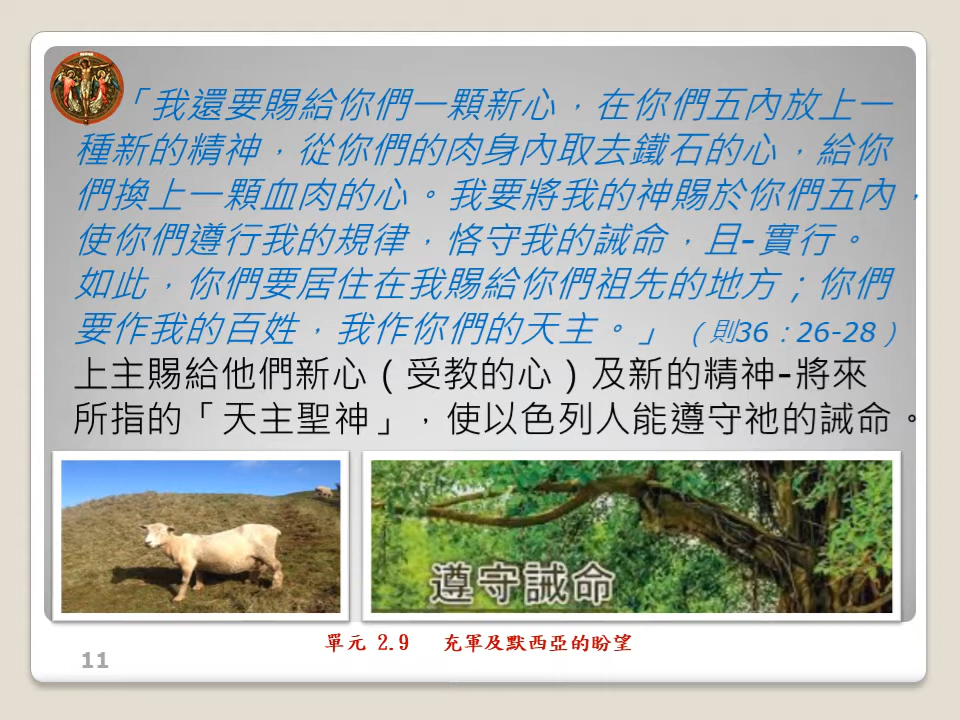 「我還要賜給你們一顆新心，在你們五內放上一
種新的精神，從你們的肉身內取去鐵石的心，給你
們換上一顆血肉的心。我要將我的神賜於你們五內，
使你們遵行我的規律，恪守我的誡命，且-實行。
如此，你們要居住在我賜給你們祖先的地方；你們
要作我的百姓，我作你們的天主。」（則36：26-28）
上主賜給他們新心（受教的心）及新的精神-將來
所指的「天主聖神」，使以色列人能遵守祂的誡命。
遵守誡命
單元 2.9 充軍及默西亞的盼望
11